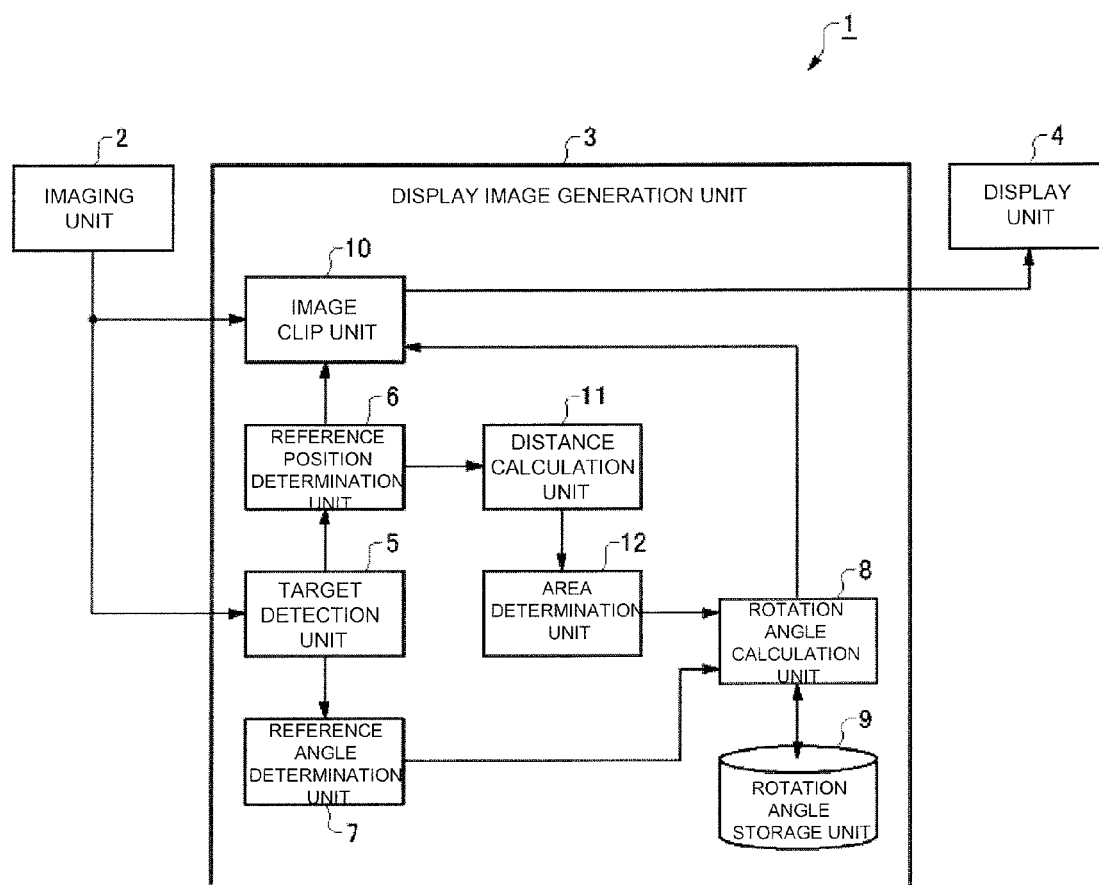 1
2
3
4
IMAGING
UNIT
DISPLAY IMAGE GENERATION UNIT
DISPLAY
UNIT
10
IMAGE
CLIP UNIT
6
11
REFERENCE
POSITION
DETERMINATION
UNIT
DISTANCE
CALCULATION
UNIT
5
12
8
TARGET
DETECTION
UNIT
AREA
DETERMINATION
UNIT
ROTATION
ANGLE
CALCULATION
UNIT
9
REFERENCE
ANGLE
DETERMINATION
UNIT
7
ROTATION
ANGLE
STORAGE UNIT